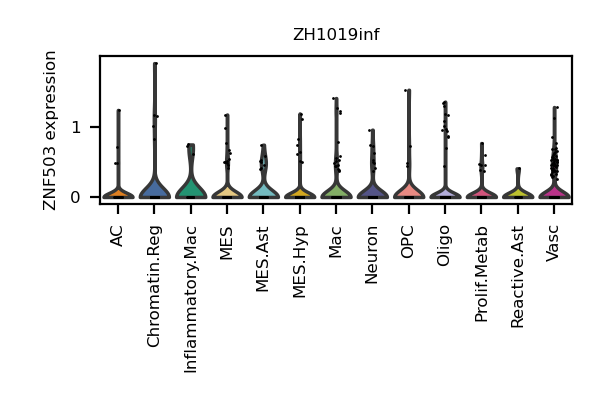 ZH1019inf
ZNF503 expression
1
0
AC
Chromatin.Reg
Inflammatory.Mac
MES
MES.Ast
MES.Hyp
Mac
Neuron
OPC
Oligo
Prolif.Metab
Reactive.Ast
Vasc